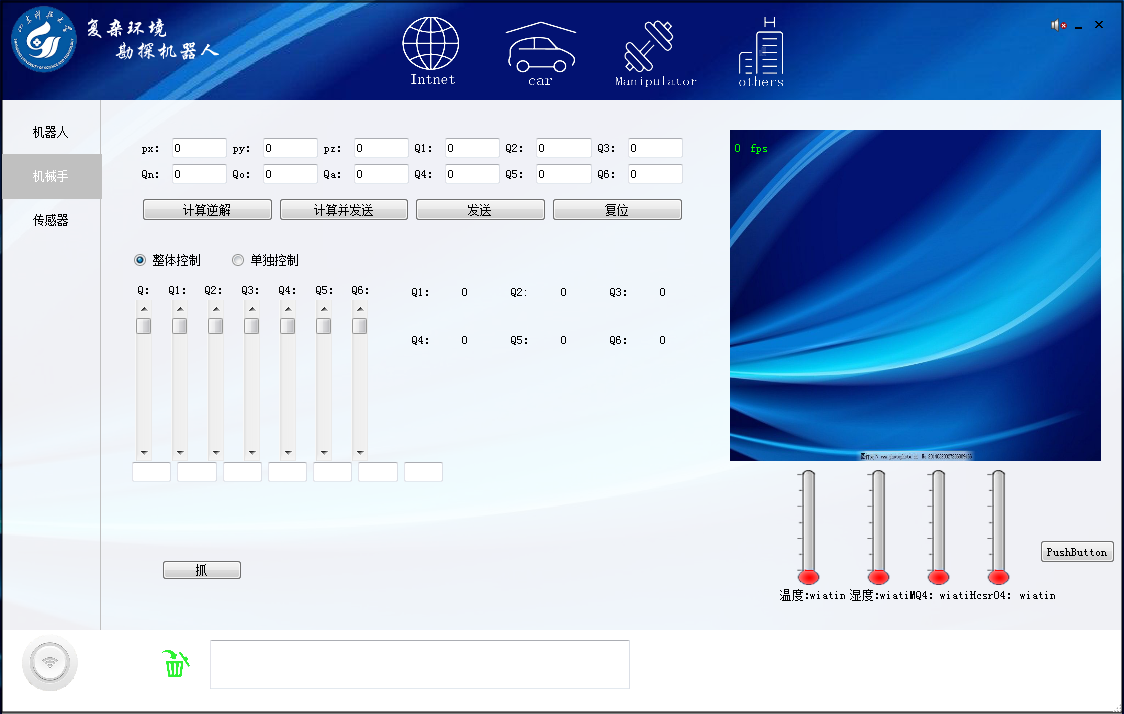 复杂环境
勘探机器人
Intnet
car
Manipulator
H
others
机器人
机械手
传感器
px: 0 py: 0 pz: 0 Q1: 0 Q2: 0 Q3: 0
Qn: 0 Qo: 0 Qa: 0 Q4: 0 Q5: 0 Q6: 0
计算逆解 计算并发送 发送 复位
整体控制 单独控制
Q: Q1: Q2: Q3: Q4: Q5: Q6:
Q1: 0 Q2: 0 Q3: 0
Q4: 0 Q5: 0 Q6: 0
抓
0 fps
PushButton
温度:wiatin 湿度:wiatiMQ4: wiatiHcsr04: wiatin